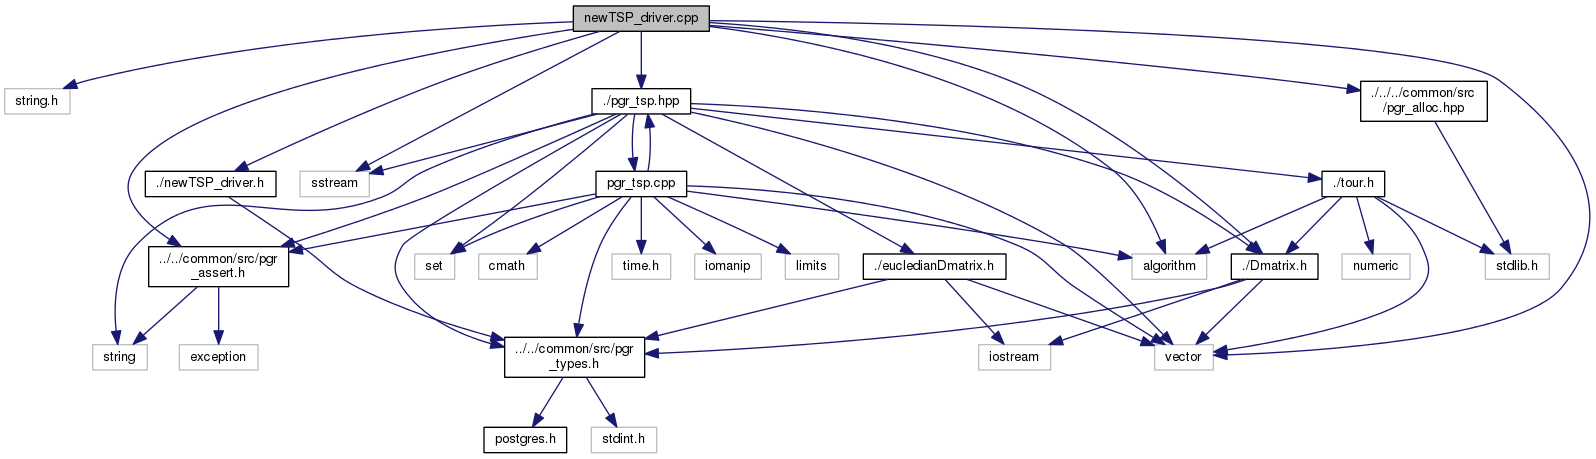 newTSP_driver.cpp
string.h
./pgr_tsp.hpp
./../../common/src
/pgr_alloc.hpp
./newTSP_driver.h
sstream
pgr_tsp.cpp
./tour.h
../../common/src/pgr
_assert.h
set
cmath
time.h
iomanip
limits
./eucledianDmatrix.h
algorithm
./Dmatrix.h
numeric
stdlib.h
string
exception
../../common/src/pgr
_types.h
iostream
vector
postgres.h
stdint.h